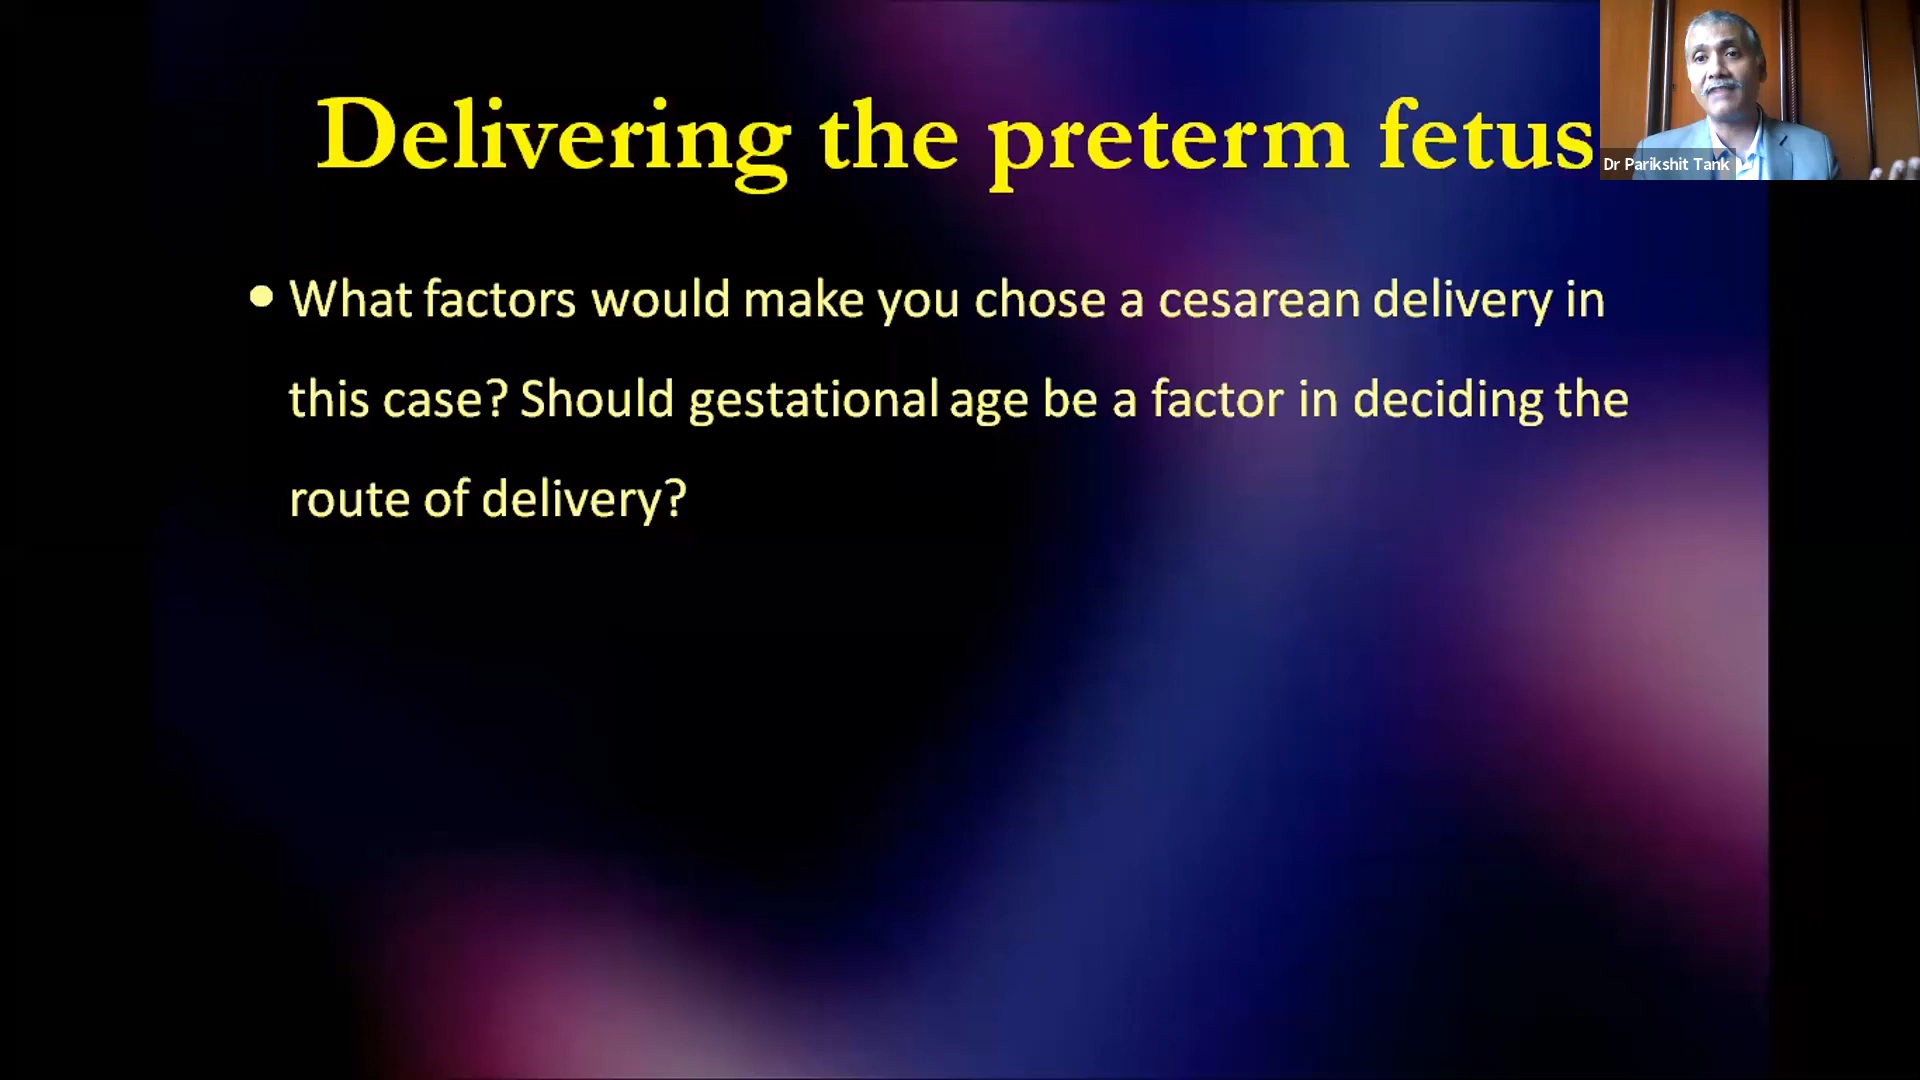 Delivering the preterm fetus
Dr Parikshit Tank
• What factors would make you chose a cesarean delivery in
this case? Should gestational age be a factor in deciding the
route of delivery?